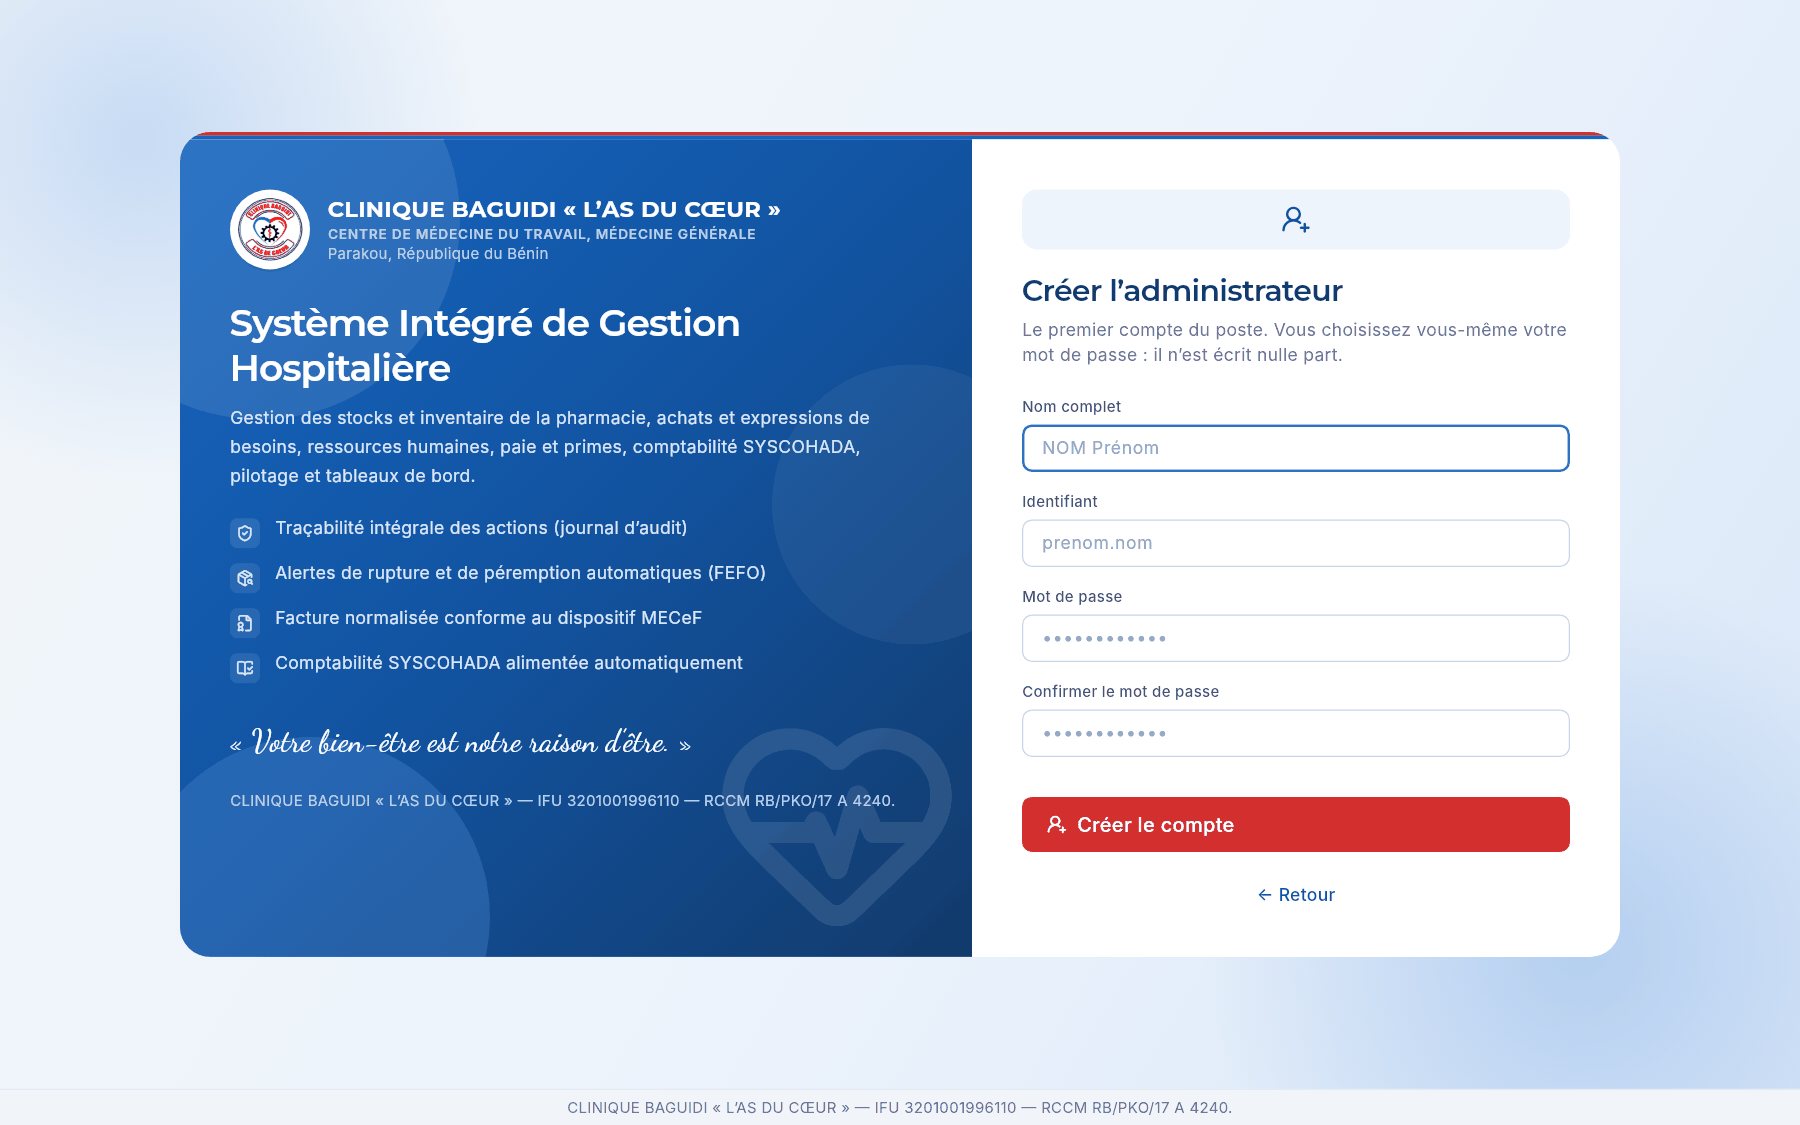 CLINIQUE BAGUIDI
L'AS DE CŒUR
CLINIQUE BAGUIDI « L’AS DU CŒUR »
CENTRE DE MÉDECINE DU TRAVAIL, MÉDECINE GÉNÉRALE
Parakou, République du Bénin
Système Intégré de Gestion
Hospitalière
Gestion des stocks et inventaire de la pharmacie, achats et expressions de
besoins, ressources humaines, paie et primes, comptabilité SYSCOHADA,
pilotage et tableaux de bord.
Traçabilité intégrale des actions (journal d’audit)
Alertes de rupture et de péremption automatiques (FEFO)
Facture normalisée conforme au dispositif MECeF
Comptabilité SYSCOHADA alimentée automatiquement
« Votre bien-être est notre raison d’être. »
CLINIQUE BAGUIDI « L’AS DU CŒUR » — IFU 3201001996110 — RCCM RB/PKO/17 A 4240.
Créer l’administrateur
Le premier compte du poste. Vous choisissez vous-même votre
mot de passe : il n’est écrit nulle part.
Nom complet
NOM Prénom
Identifiant
prenom.nom
Mot de passe
••••••••••••
Confirmer le mot de passe
••••••••••••
Créer le compte
← Retour
CLINIQUE BAGUIDI « L’AS DU CŒUR » — IFU 3201001996110 — RCCM RB/PKO/17 A 4240.